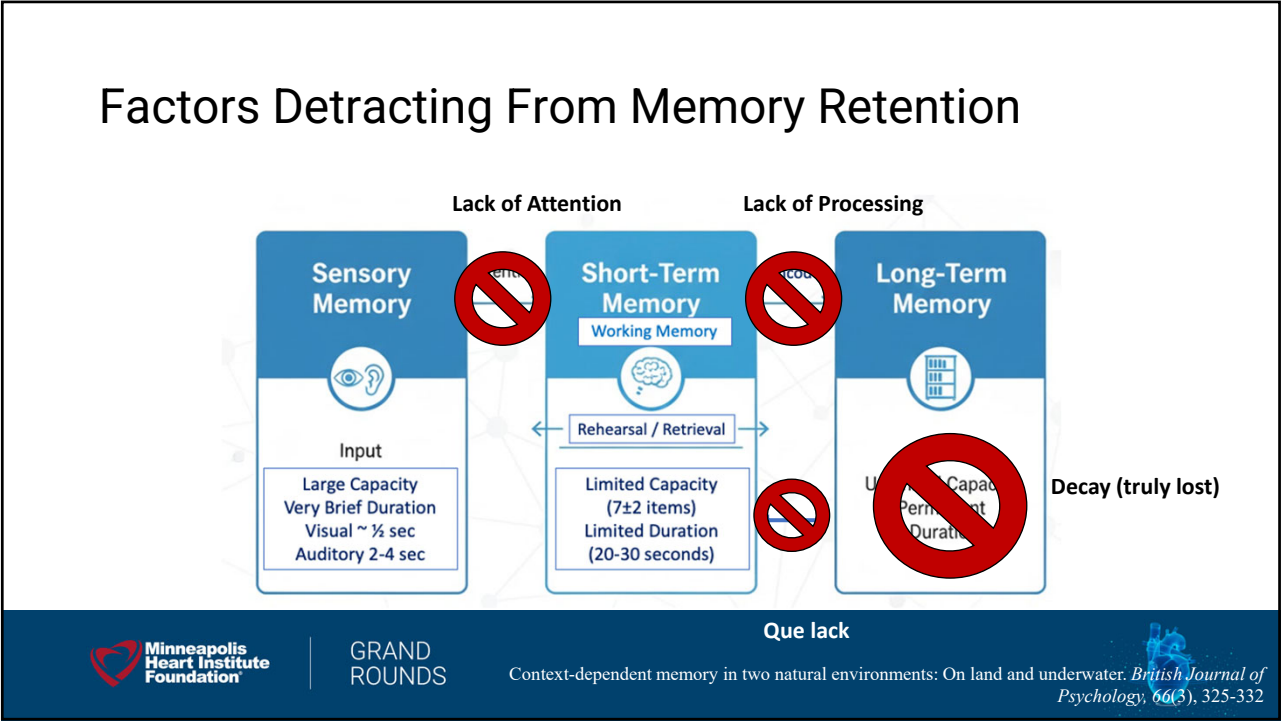 Factors Detracting From Memory Retention
Lack of Attention
Lack of Processing
Sensory
Memory
Short-Term
Memory
Working Memory
Long-Term
Memory
Rehearsal / Retrieval
Input
Large Capacity
Very Brief Duration
Visual ~ ½ sec
Auditory 2-4 sec
Limited Capacity
(7±2 items)
Limited Duration
(20-30 seconds)
Decay (truly lost)
Que lack
Minneapolis
Heart Institute
Foundation®
GRAND
ROUNDS
Context-dependent memory in two natural environments: On land and underwater. British Journal of
Psychology, 66(3), 325-332